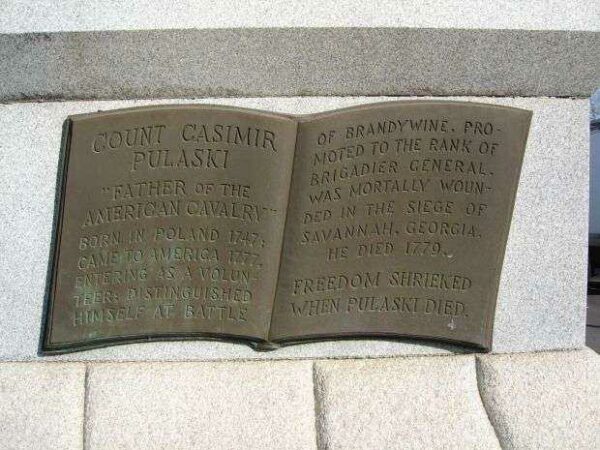 COUNT CASIMIR
PULASKI
"FATHER OF THE
AMERICAN CAVALRY"
BORN IN POLAND 1747;
CAME TO AMERICA 1777,
ENTERING AS A VOLUN-
TEER; DISTINGUISHED
HIMSELF AT BATTLE
OF BRANDYWINE. PRO-
MOTED TO THE RANK OF
BRIGADIER GENERAL.
WAS MORTALLY WOUN-
DED IN THE SIEGE OF
SAVANNAH, GEORGIA.
HE DIED 1779.
FREEDOM SHRIEKED
WHEN PULASKI DIED.